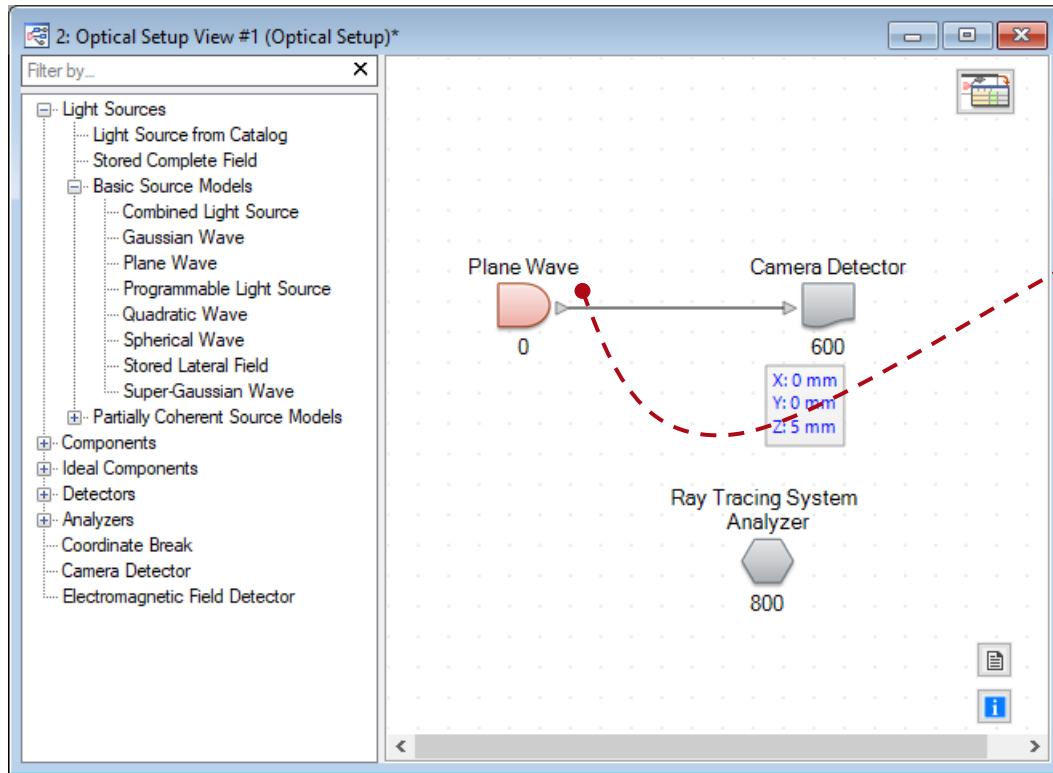 2: Optical Setup View #1 (Optical Setup)*
Filter by...
Light Sources
Light Source from Catalog
Stored Complete Field
Basic Source Models
Combined Light Source
Gaussian Wave
Plane Wave
Programmable Light Source
Quadratic Wave
Spherical Wave
Stored Lateral Field
Super-Gaussian Wave
Partially Coherent Source Models
Components
Ideal Components
Detectors
Analyzers
Coordinate Break
Camera Detector
Electromagnetic Field Detector
Plane Wave
0
Camera Detector
600
X: 0 mm
Y: 0 mm
Z: 5 mm
Ray Tracing System
Analyzer
800